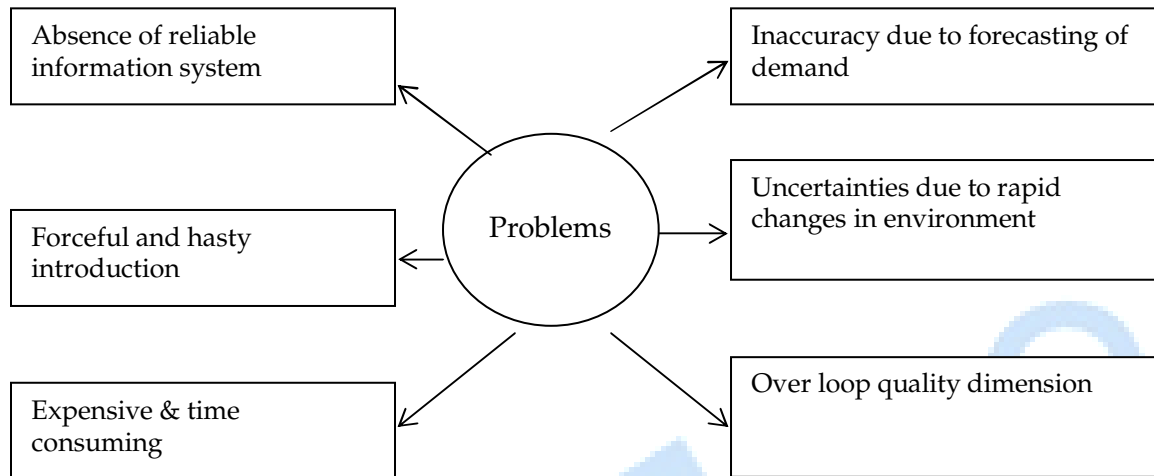 Absence of reliable
information system
Inaccuracy due to forecasting of
demand
Problems
Forceful and hasty
introduction
Uncertainties due to rapid
changes in environment
Expensive & time
consuming
Over loop quality dimension